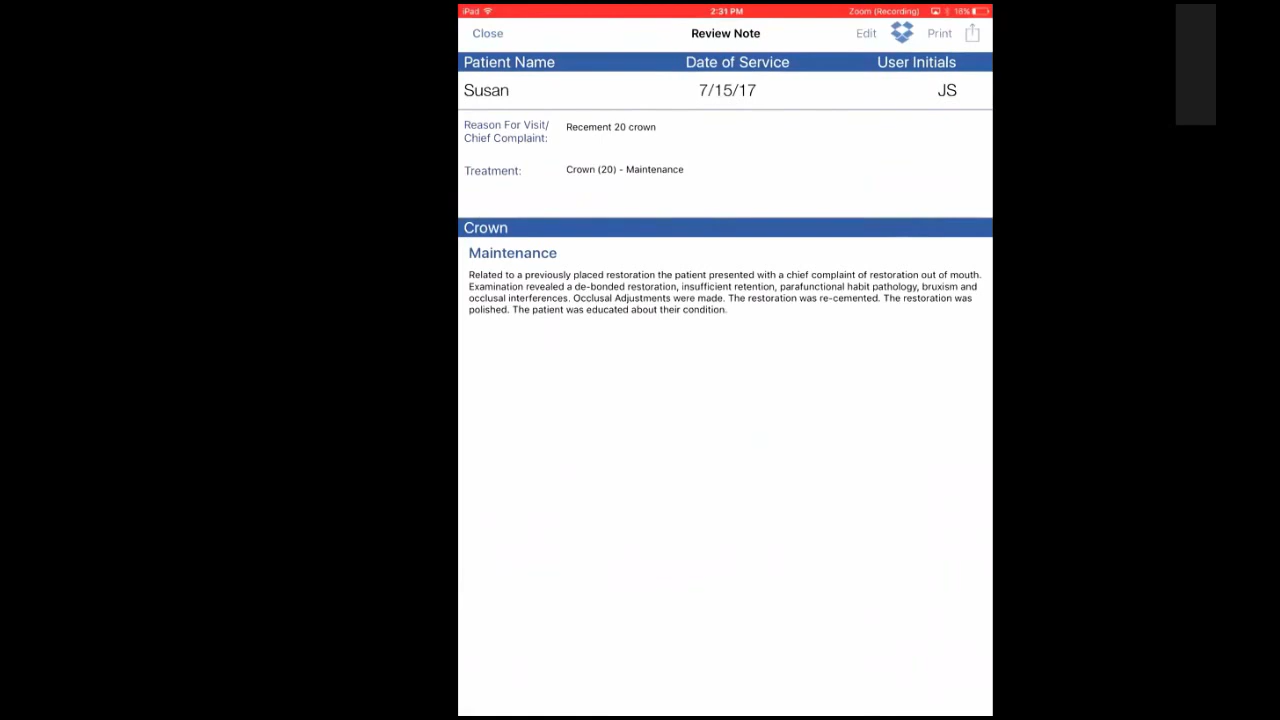 iPad 2:31 PM Zoom (Recording) 16%
Close Review Note Edit Print
Patient Name Date of Service User Initials
Susan 7/15/17 JS
Reason For Visit/ Recement 20 crown
Chief Complaint:
Treatment: Crown (20) - Maintenance
Crown
Maintenance
Related to a previously placed restoration the patient presented with a chief complaint of restoration out of mouth.
Examination revealed a de-bonded restoration, insufficient retention, parafunctional habit pathology, bruxism and
occlusal interferences. Occlusal Adjustments were made. The restoration was re-cemented. The restoration was
polished. The patient was educated about their condition.